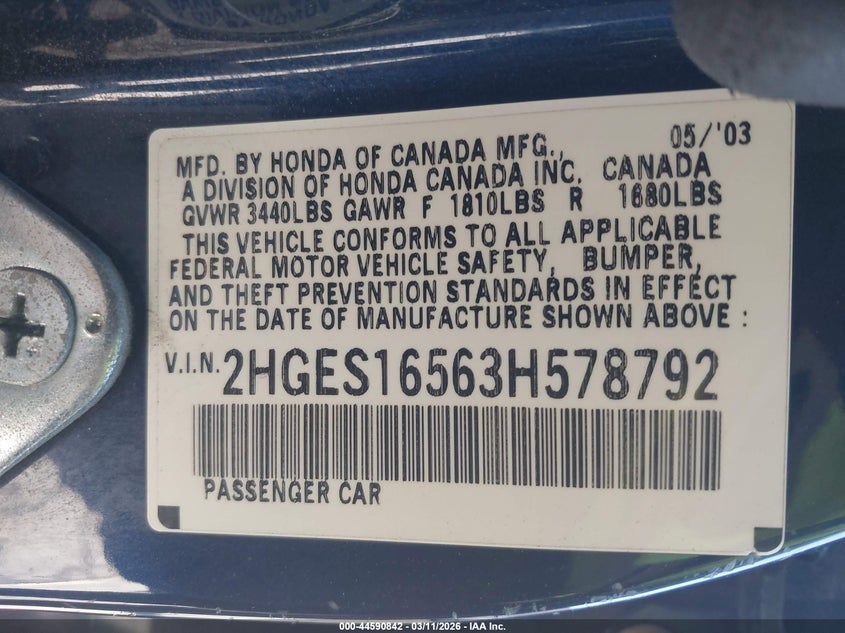 05/'03
MFD. BY HONDA OF CANADA MFG.,
A DIVISION OF HONDA CANADA INC. CANADA
GVWR 3440LBS GAWR F 1810LBS R 1680LBS
THIS VEHICLE CONFORMS TO ALL APPLICABLE
FEDERAL MOTOR VEHICLE SAFETY, BUMPER,
AND THEFT PREVENTION STANDARDS IN EFFECT
ON THE DATE OF MANUFACTURE SHOWN ABOVE :
V.I.N. 2HGES16563H578792
PASSENGER CAR
000-44590842 - 03/11/2026 - IAA Inc.